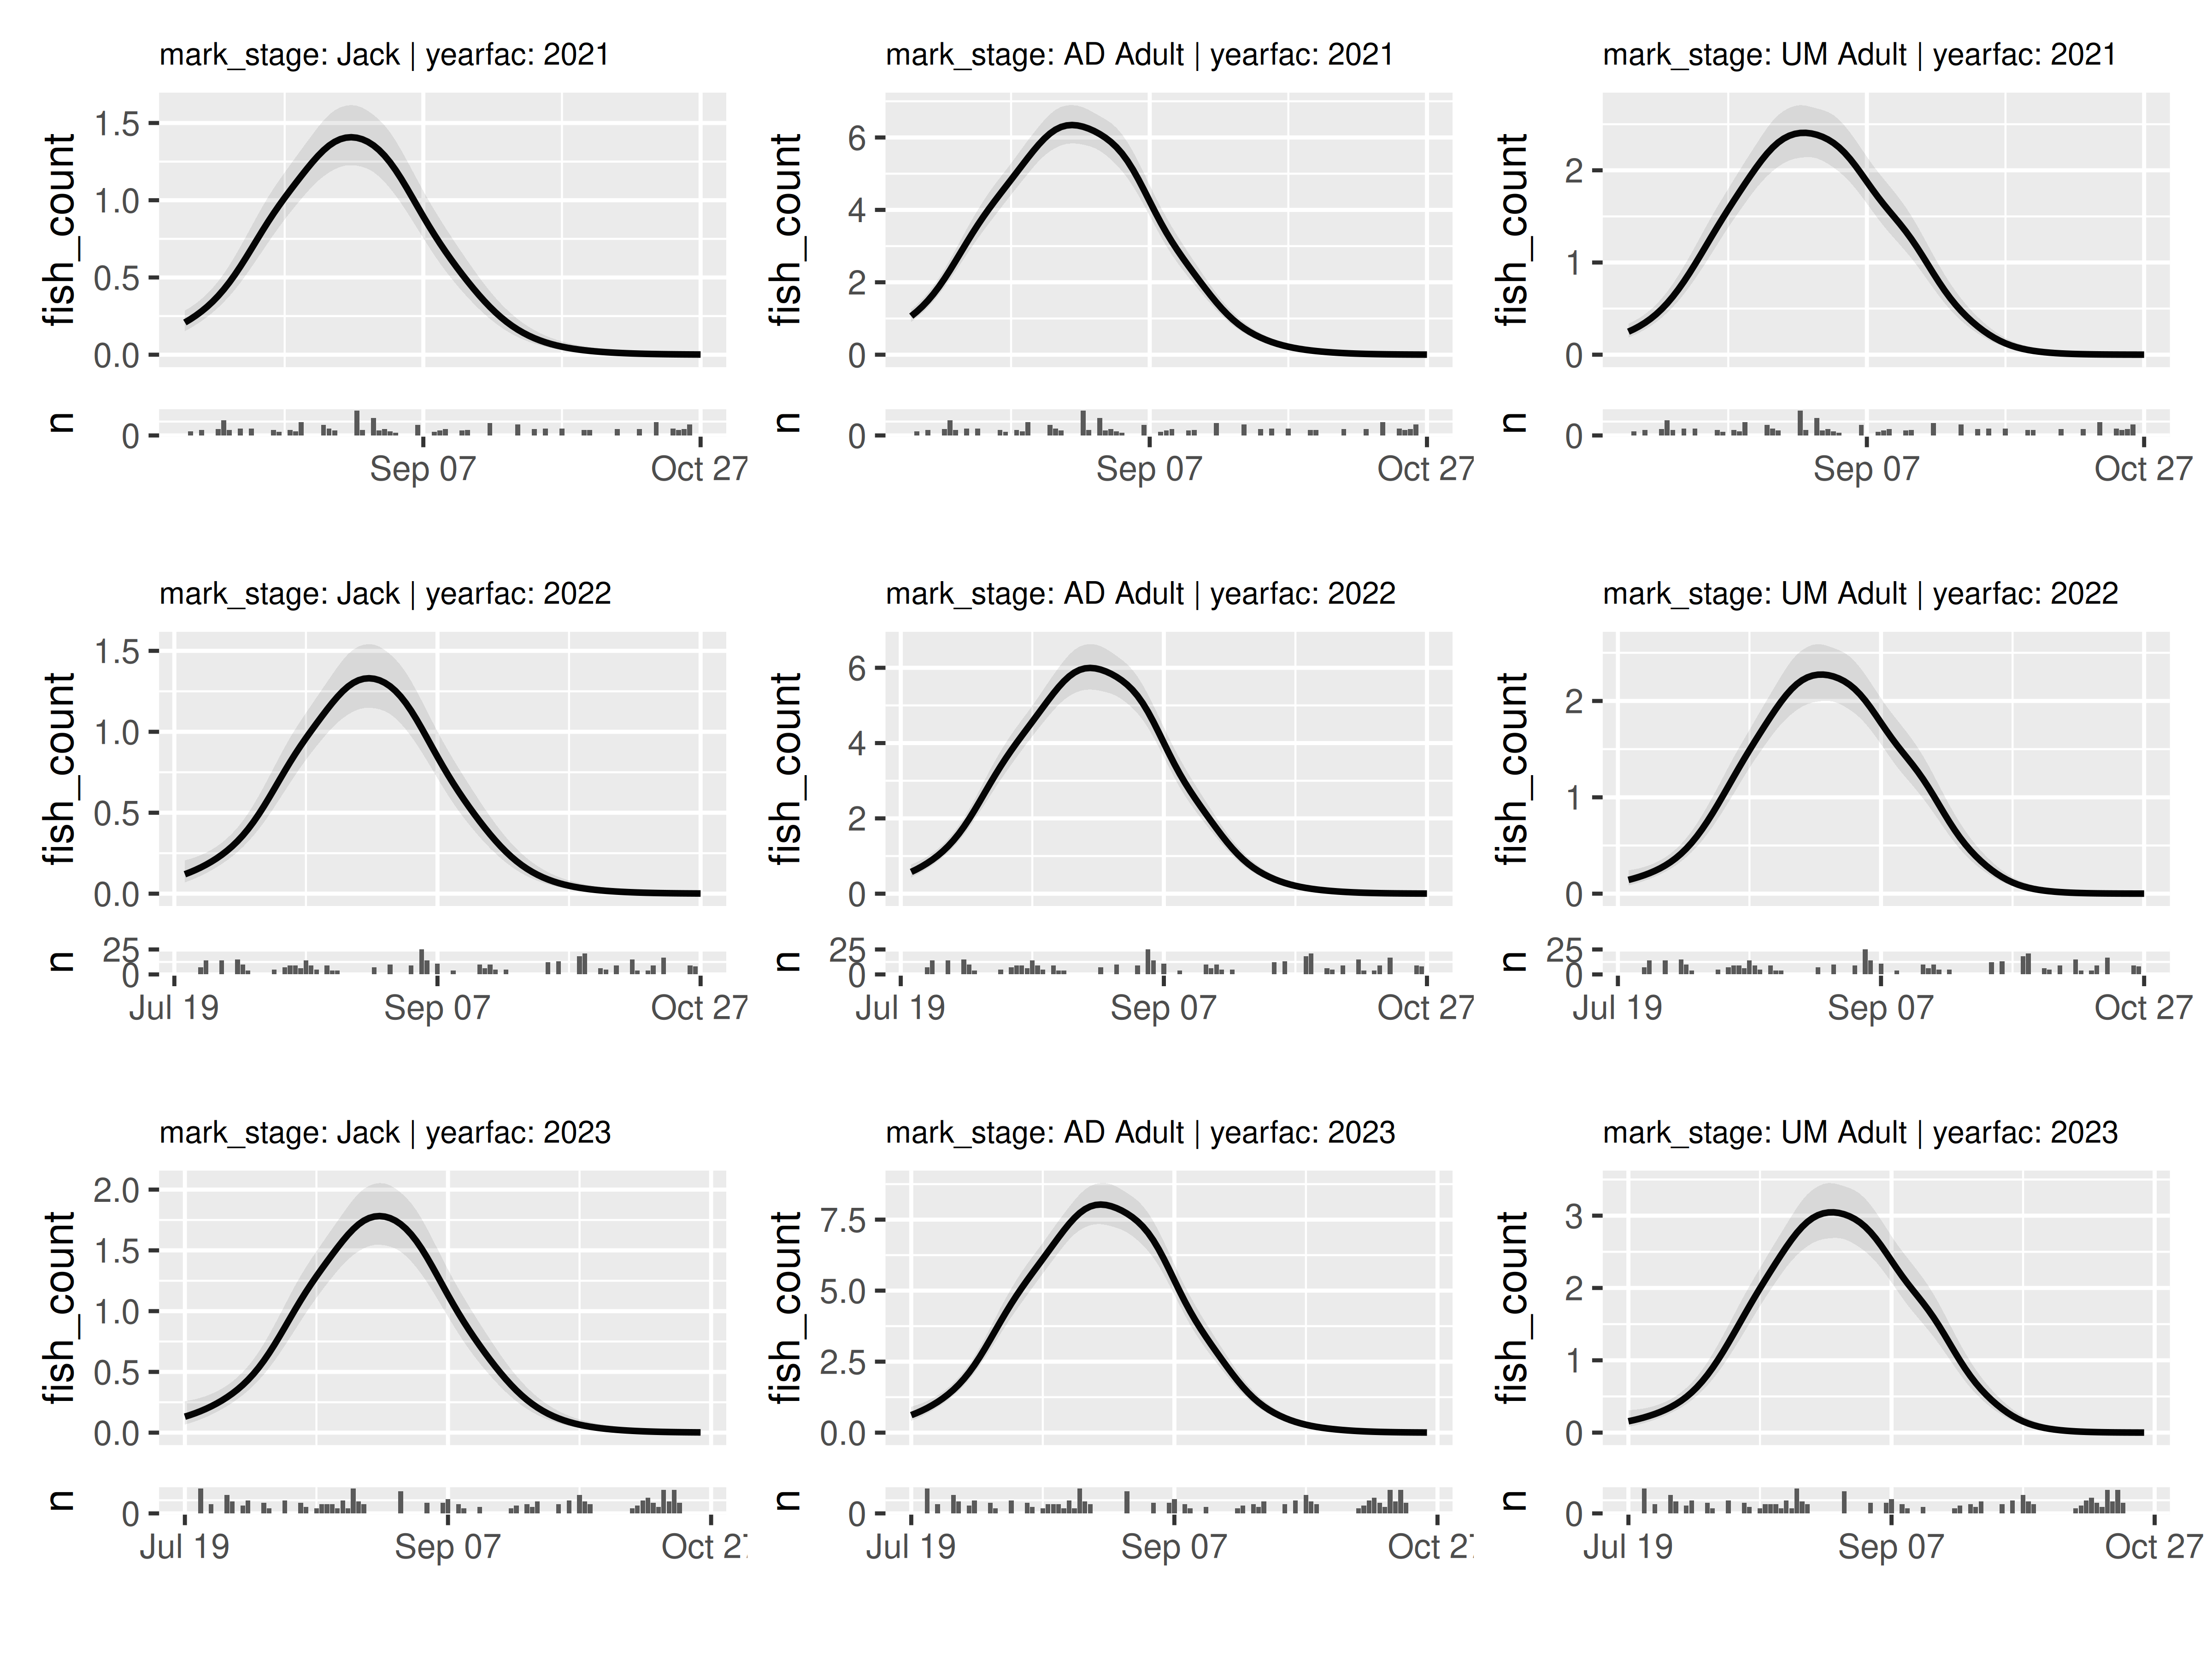 mark_stage: Jack | yearfac: 2021
fish_count
1.5
1.0
0.5
0.0
n
0
Sep 07
Oct 27
mark_stage: AD Adult | yearfac: 2021
fish_count
6
4
2
0
n
0
Sep 07
Oct 27
mark_stage: UM Adult | yearfac: 2021
fish_count
2
1
0
n
0
Sep 07
Oct 27
mark_stage: Jack | yearfac: 2022
fish_count
1.5
1.0
0.5
0.0
n
25
0
Jul 19
Sep 07
Oct 27
mark_stage: AD Adult | yearfac: 2022
fish_count
6
4
2
0
n
25
0
Jul 19
Sep 07
Oct 27
mark_stage: UM Adult | yearfac: 2022
fish_count
2
1
0
n
25
0
Jul 19
Sep 07
Oct 27
mark_stage: Jack | yearfac: 2023
fish_count
2.0
1.5
1.0
0.5
0.0
n
0
Jul 19
Sep 07
Oct 27
mark_stage: AD Adult | yearfac: 2023
fish_count
7.5
5.0
2.5
0.0
n
0
Jul 19
Sep 07
Oct 27
mark_stage: UM Adult | yearfac: 2023
fish_count
3
2
1
0
n
0
Jul 19
Sep 07
Oct 27